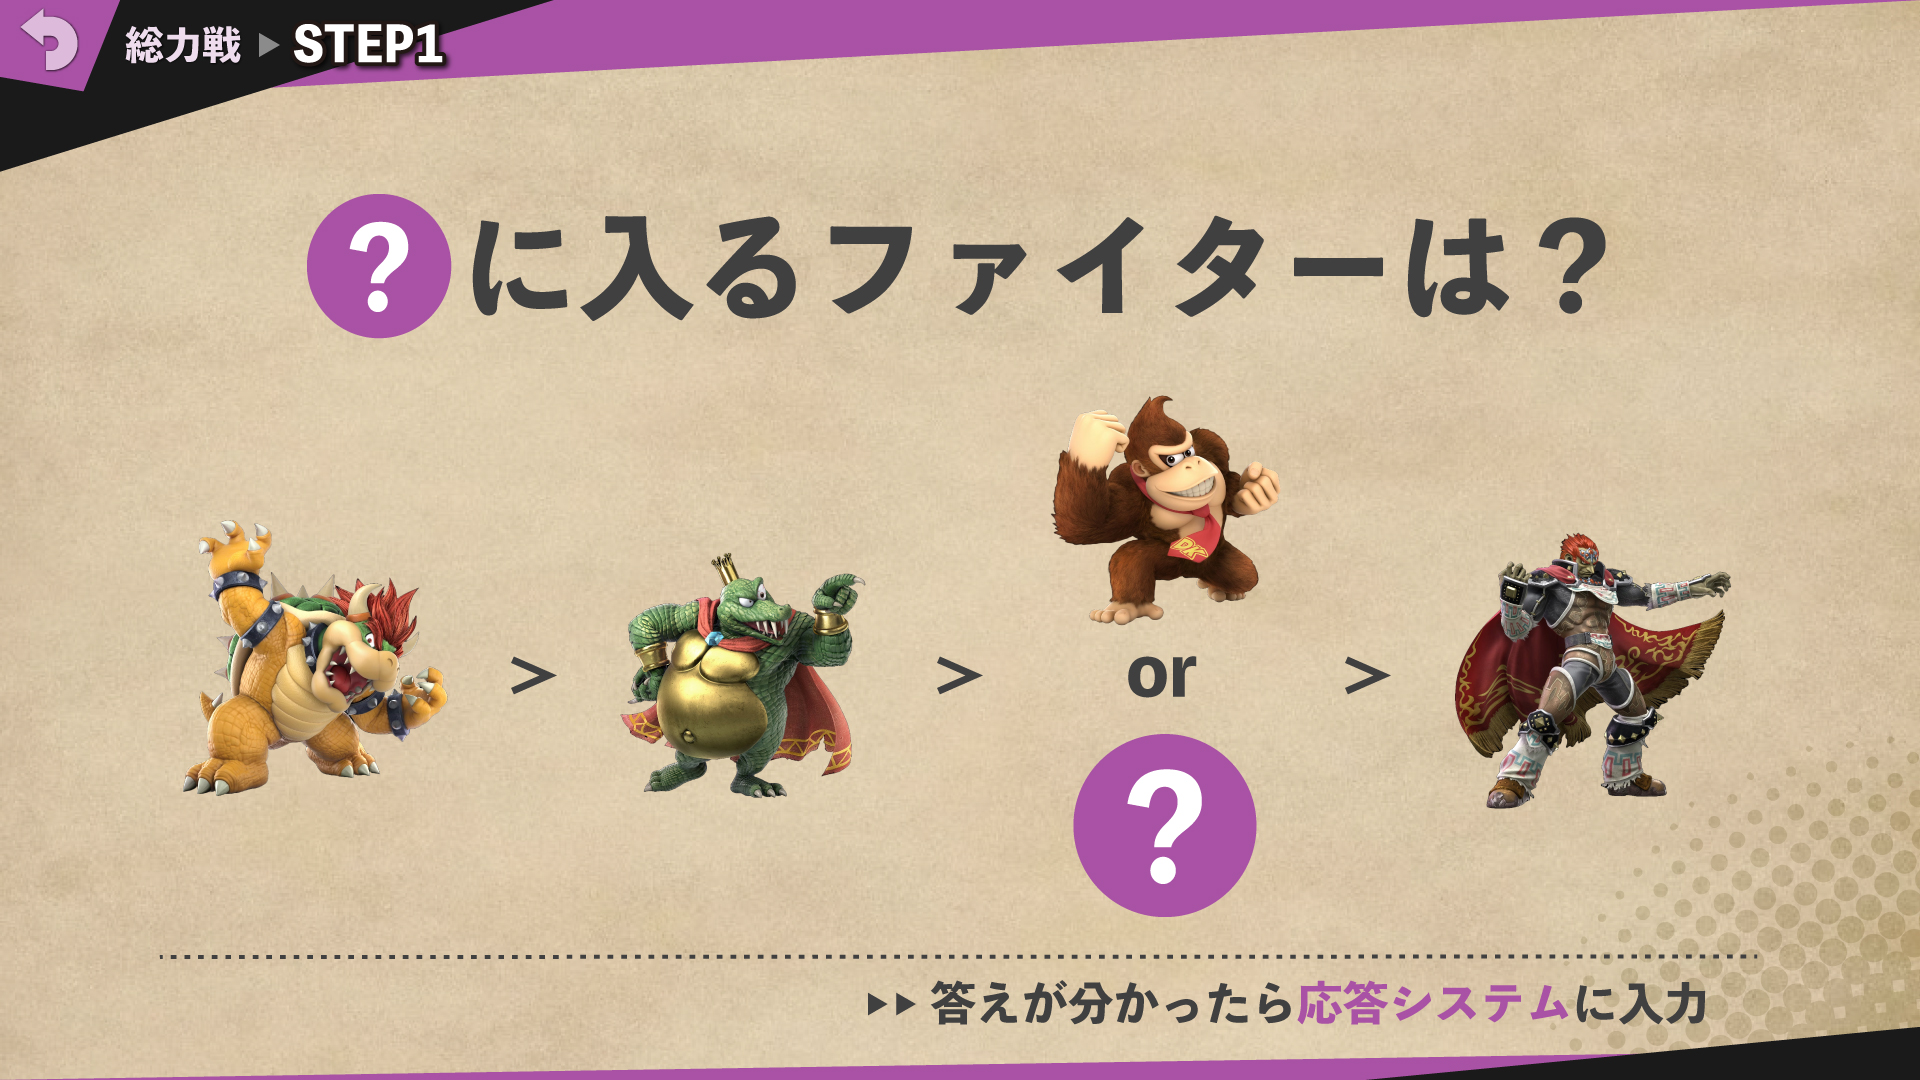 総力戦 ▶ STEP1
?に入るファイターは？
DK
> > or >
?
▶▶ 答えが分かったら応答システムに入力